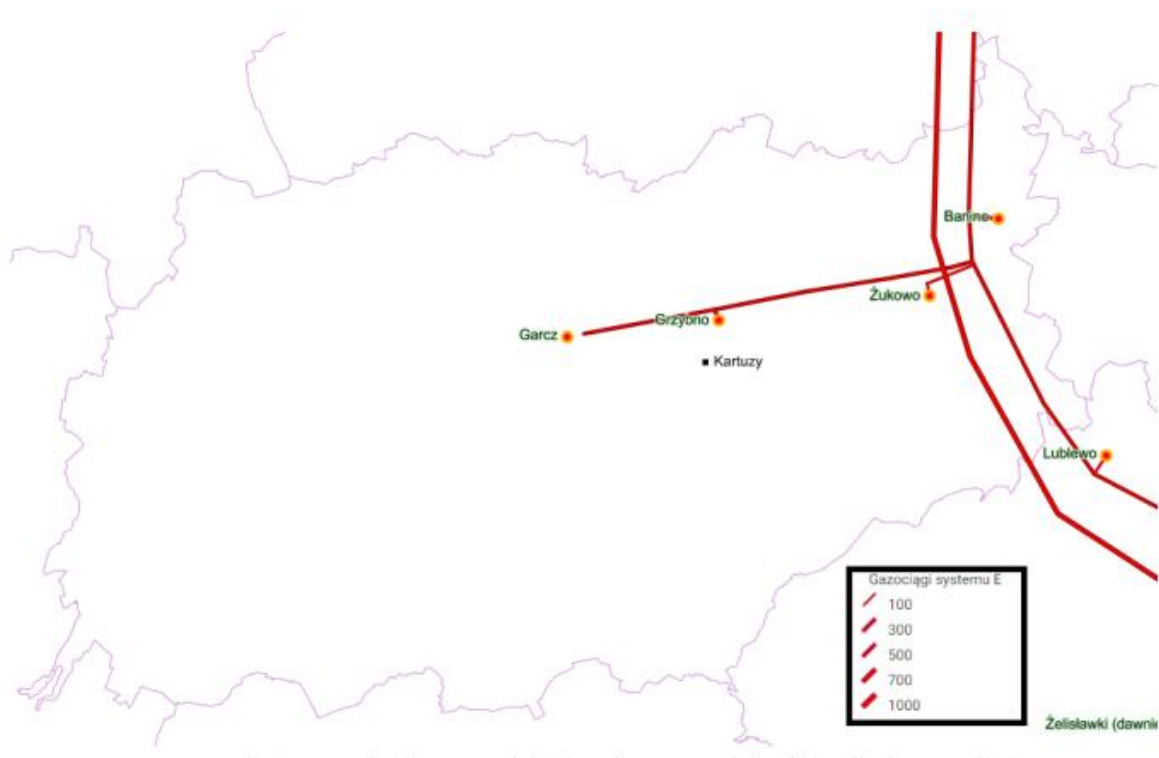 Banino
Żukowo
Grzybno
Garcz
Kartuzy
Lublewo
Gazociągi systemu E
100
300
500
700
1000
Żelisławki (dawnie